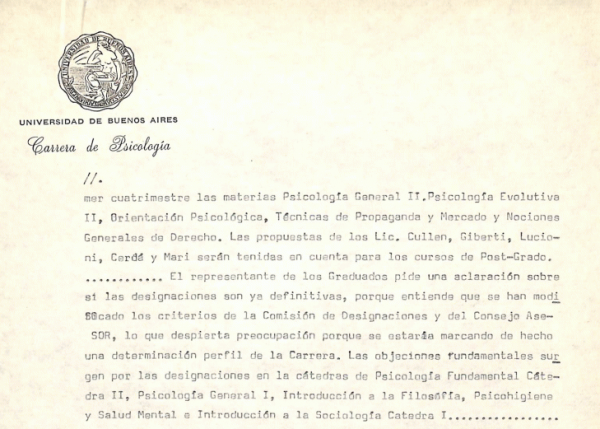 UNIVERSIDAD DE BUENOS AIRES
UNIVERSIDAD DE BUENOS AIRES
Carrera de Psicología
//.
mer cuatrimestre las materias Psicología General II.Psicología Evolutiva
II, Orientación Psicológica, Técnicas de Propaganda y Mercado y Nociones
Generales de Derecho. Las propuestas de los Lic. Cullen, Giberti, Lucio-
ni, Cerdá y Mari serán tenidas en cuenta para los cursos de Post-Grado.
............ El representante de los Graduados pide una aclaración sobre
si las designaciones son ya definitivas, porque entiende que se han modi
cado los criterios de la Comisión de Designaciones y del Consejo Ase-
SOR, lo que despierta preocupación porque se estaría marcando de hecho
una determinación perfil de la Carrera. Las objeciones fundamentales sur
gen por las designaciones en la cátedras de Psicología Fundamental Cáte-
dra II, Psicología General I, Introducción a la Filosfía, Psicohigiene
y Salud Mental e Introducción a la Sociología Catedra I.................